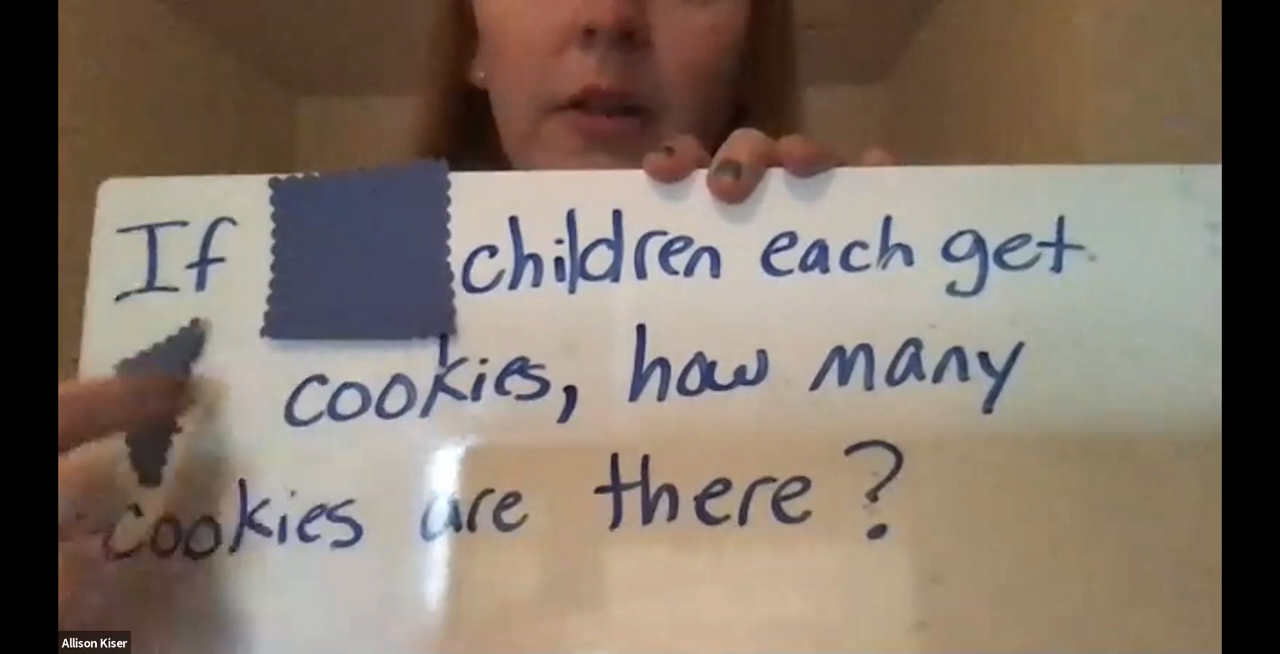 If children each get
cookies, how many
cookies are there?
Allison Kiser